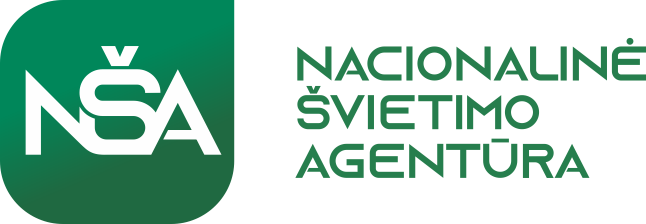 NŠA
NACIONALINĖ
ŠVIETIMO
AGENTŪRA